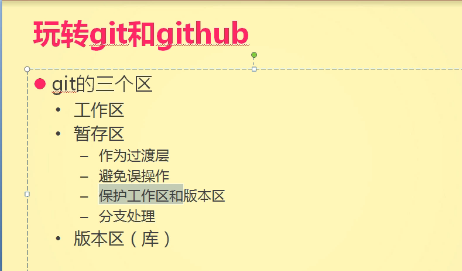 玩转git和github
git的三个区
工作区
暂存区
– 作为过渡层
– 避免误操作
– 保护工作区和版本区
– 分支处理
版本区（库）